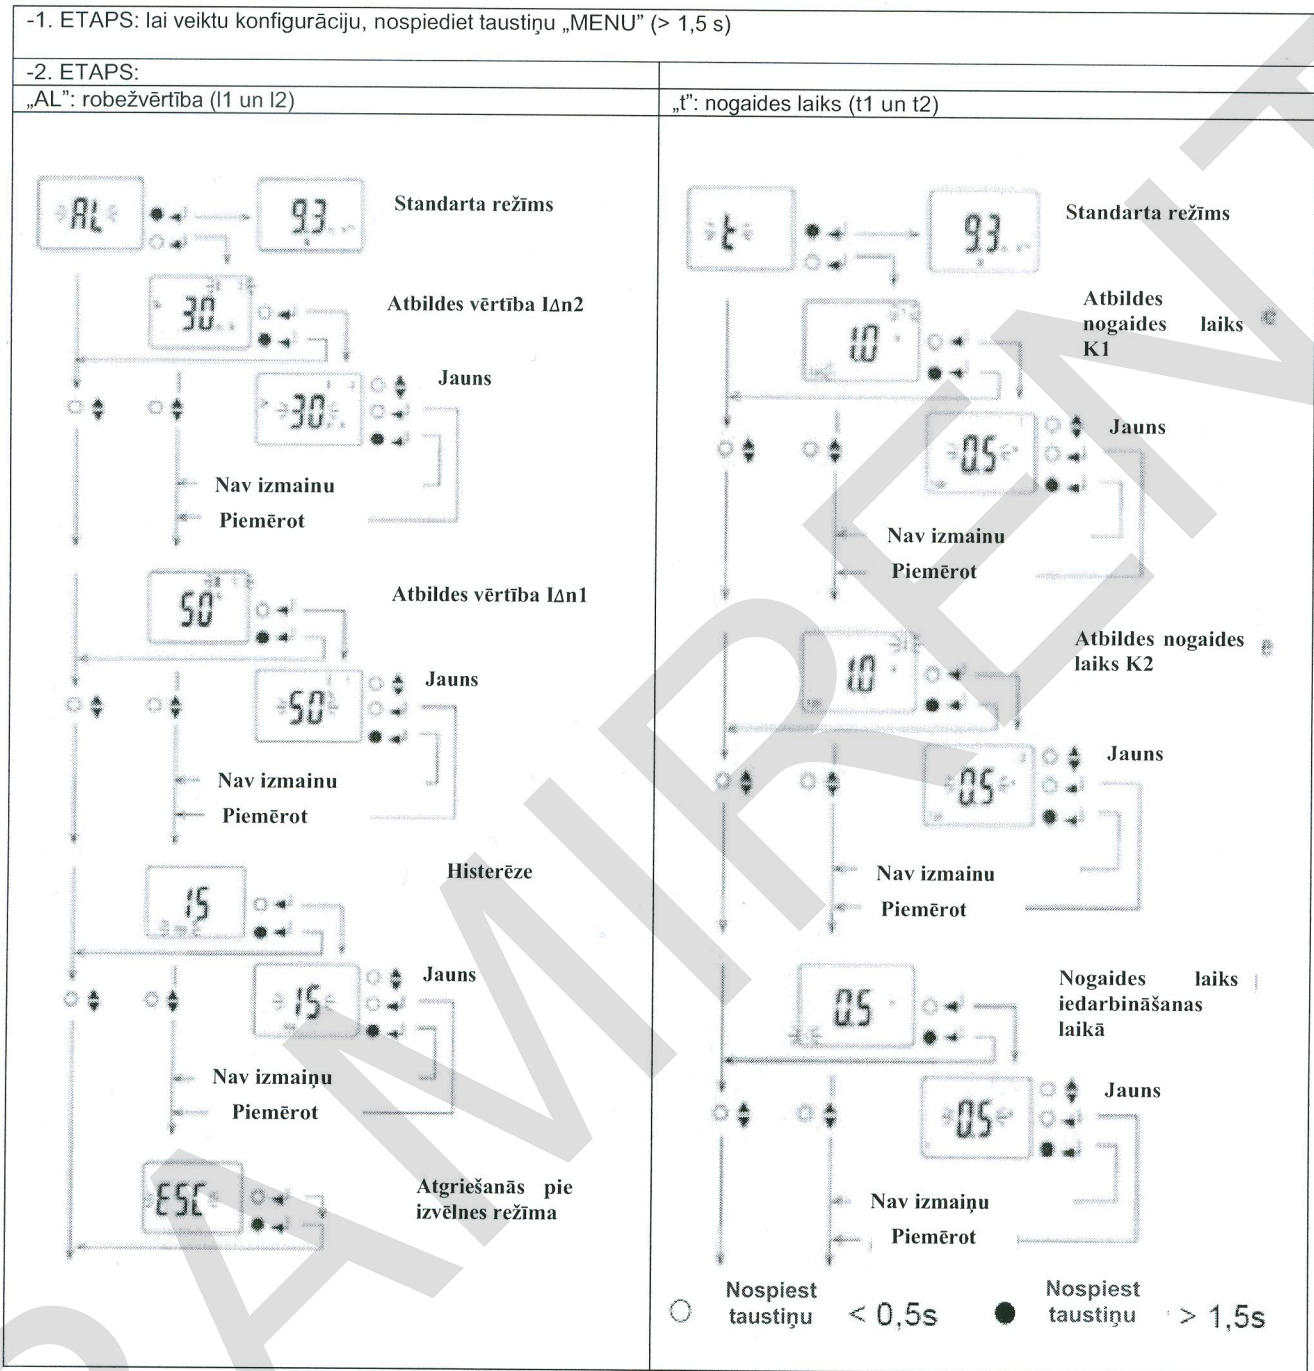 -1. ETAPS: lai veiktu konfigurāciju, nospiediet taustiņu „MENU” (> 1,5 s)
-2. ETAPS:
„AL”: robežvērtība (I1 un I2)
AL
93
Standarta režīms
30
Atbildes vērtība IΔn2
30
Jauns
Nav izmainu
Piemērot
50
Atbildes vērtība IΔn1
50
Jauns
Nav izmainu
Piemērot
15
Histerēze
15
Jauns
Nav izmaiņu
Piemērot
ESC
Atgriešanās pie
izvēlnes režīma
„t”: nogaides laiks (t1 un t2)
t
93
Standarta režīms
1.0
Atbildes
nogaides laiks
K1
e
0.5
Jauns
Nav izmainu
Piemērot
1.0
Atbildes nogaides
laiks K2
e
0.5
Jauns
Nav izmainu
Piemērot
0.5
Nogaides laiks
iedarbināšanas
laikā
0.5
Jauns
Nav izmaiņu
Piemērot
Nospiest
taustiņu < 0,5s
Nospiest
taustiņu > 1,5s
RAMIRENT